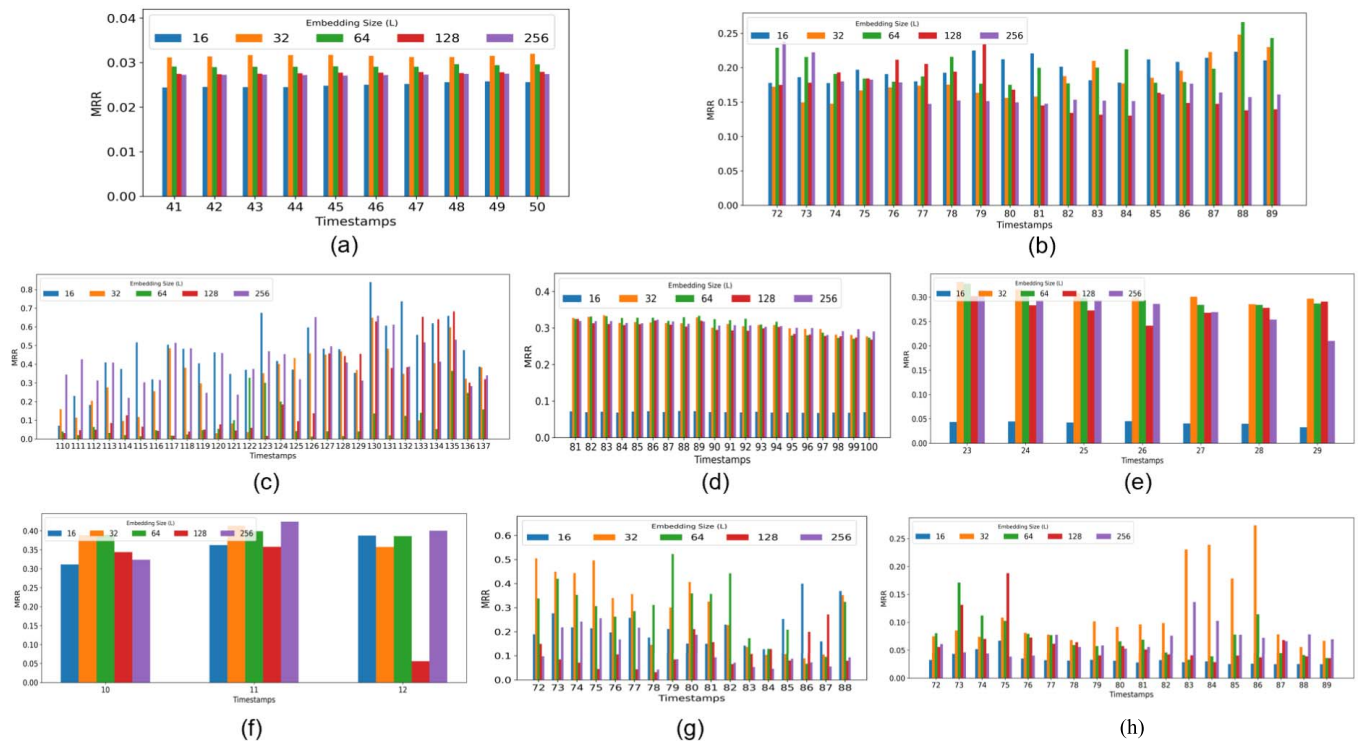 Embedding Size (L)
16 32 64 128 256
0.04
0.03
0.02
0.01
0.00
MRR
41 42 43 44 45 46 47 48 49 50
Timestamps
(a)
Embedding Size (L)
16 32 64 128 256
0.25
0.20
0.15
0.10
0.05
0.00
MRR
72 73 74 75 76 77 78 79 80 81 82 83 84 85 86 87 88 89
Timestamps
(b)
Embedding Size (L)
16 32 64 128 256
0.8
0.7
0.6
0.5
0.4
0.3
0.2
0.1
0.0
MRR
110 111 112 113 114 115 116 117 118 119 120 121 122 123 124 125 126 127 128 129 130 131 132 133 134 135 136 137
Timestamps
(c)
Embedding Size (L)
16 32 64 128 256
0.4
0.3
0.2
0.1
0.0
MRR
81 82 83 84 85 86 87 88 89 90 91 92 93 94 95 96 97 98 99 100
Timestamps
(d)
Embedding Size (L)
16 32 64 128 256
0.30
0.25
0.20
0.15
0.10
0.05
0.00
MRR
23 24 25 26 27 28 29
Timestamps
(e)
Embedding Size (L)
16 32 64 128 256
0.40
0.35
0.30
0.25
0.20
0.15
0.10
0.05
0.00
MRR
10 11 12
Timestamps
(f)
Embedding Size (L)
16 32 64 128 256
0.6
0.5
0.4
0.3
0.2
0.1
0.0
MRR
72 73 74 75 76 77 78 79 80 81 82 83 84 85 86 87 88
Timestamps
(g)
Embedding Size (L)
16 32 64 128 256
0.25
0.20
0.15
0.10
0.05
0.00
MRR
72 73 74 75 76 77 78 79 80 81 82 83 84 85 86 87 88 89
Timestamps
(h)